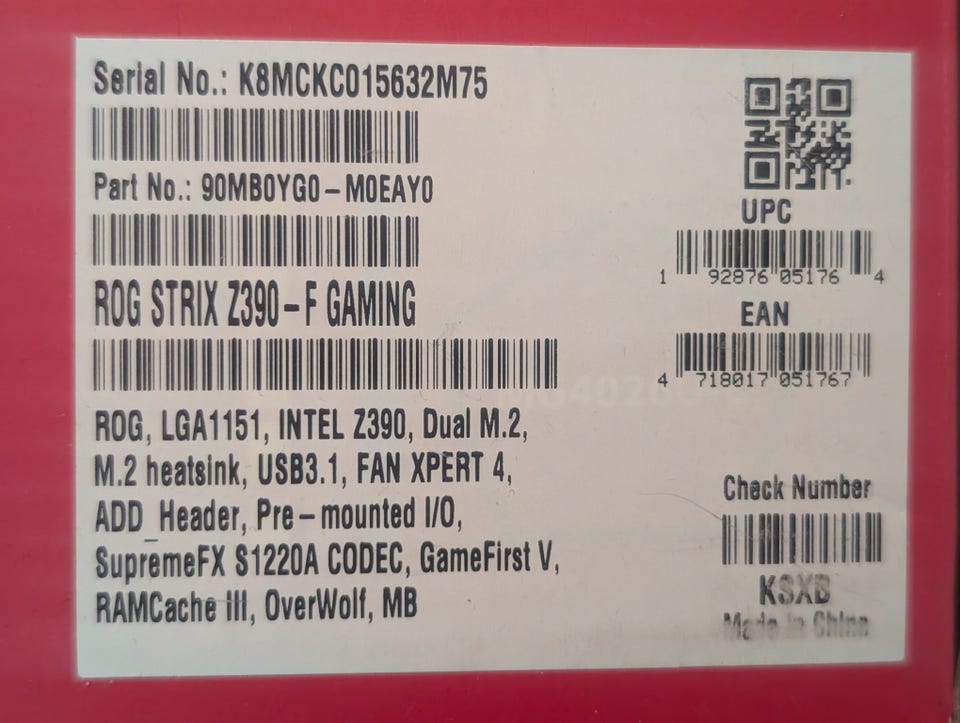 Serial No.: K8MCKC015632M75
Part No.: 90MB0YG0-M0EAY0
ROG STRIX Z390-F GAMING
ROG, LGA1151, INTEL Z390, Dual M.2,
M.2 heatsink, USB3.1, FAN XPERT 4,
ADD_Header, Pre-mounted I/O,
SupremeFX S1220A CODEC, GameFirst V,
RAMCache III, OverWolf, MB
UPC
1 92876 05176 4
EAN
4 718017 051767
Check Number
KSXB
Made in China